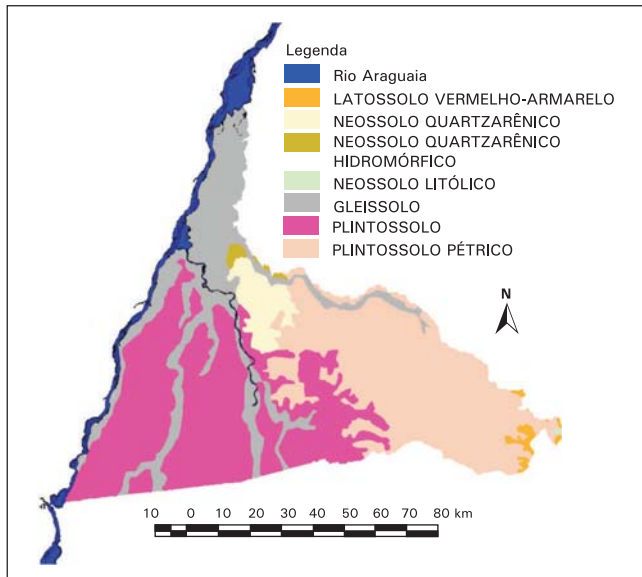 Legenda
Rio Araguaia
LATOSSOLO VERMELHO-ARMARELO
NEOSSOLO QUARTZARÊNICO
NEOSSOLO QUARTZARÊNICO
HIDROMÓRFICO
NEOSSOLO LITÓLICO
GLEISSOLO
PLINTOSSOLO
PLINTOSSOLO PÉTRICO
N
10 0 10 20 30 40 50 60 70 80 km